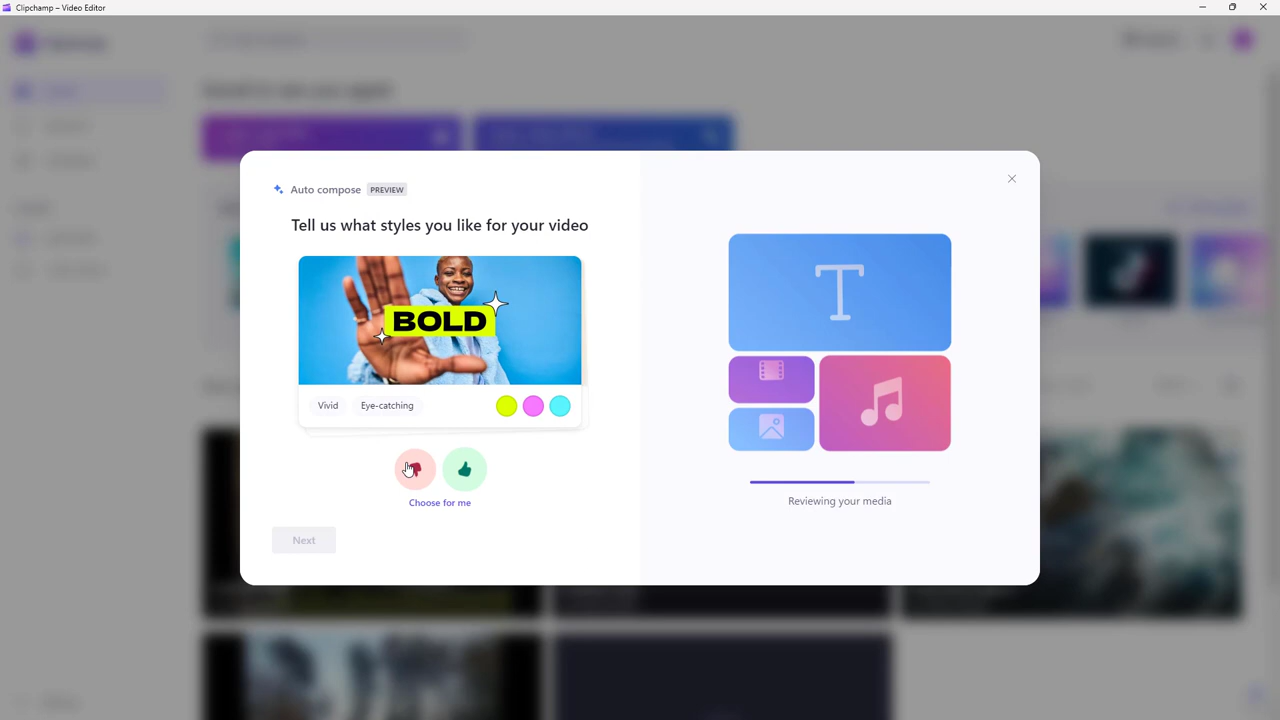 Clipchamp – Video Editor
Auto compose PREVIEW
Tell us what styles you like for your video
BOLD
Vivid Eye-catching
Choose for me
Next
T
Reviewing your media